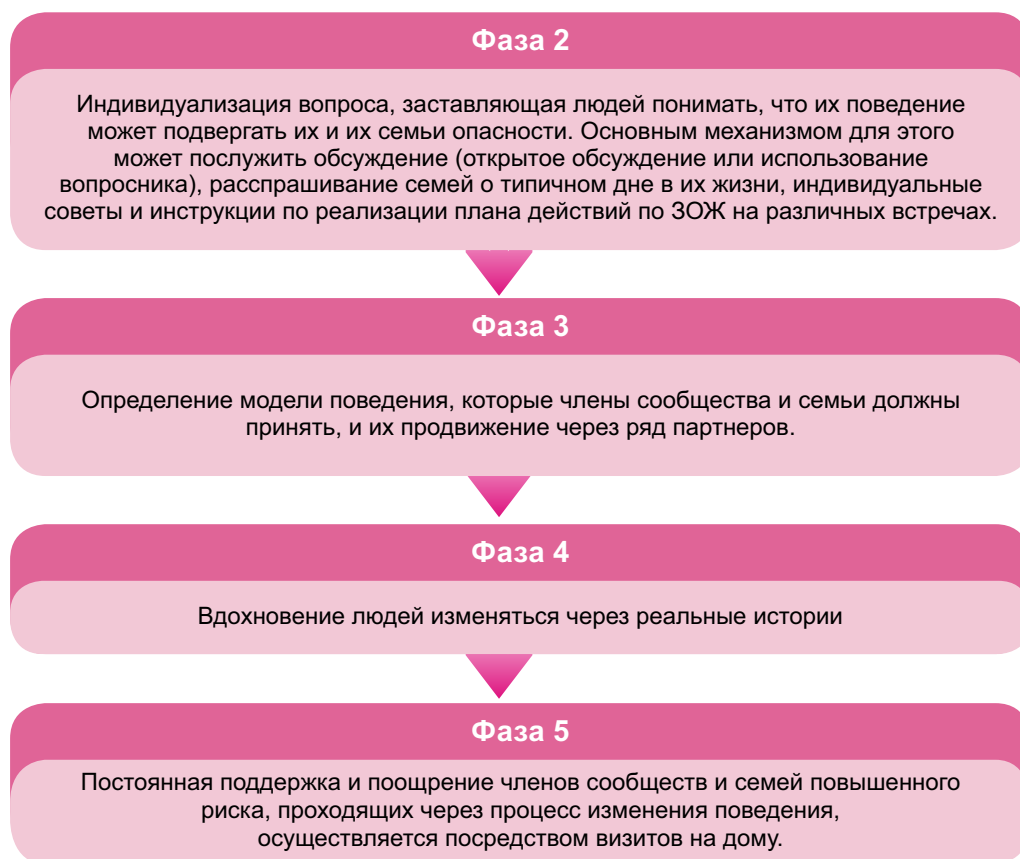 Фаза 2
Индивидуализация вопроса, заставляющая людей понимать, что их поведение
может подвергать их и их семьи опасности. Основным механизмом для этого
может послужить обсуждение (открытое обсуждение или использование
вопросника), расспрашивание семей о типичном дне в их жизни, индивидуальные
советы и инструкции по реализации плана действий по ЗОЖ на различных встречах.
Фаза 3
Определение модели поведения, которые члены сообщества и семьи должны
принять, и их продвижение через ряд партнеров.
Фаза 4
Вдохновение людей изменяться через реальные истории
Фаза 5
Постоянная поддержка и поощрение членов сообществ и семей повышенного
риска, проходящих через процесс изменения поведения,
осуществляется посредством визитов на дому.